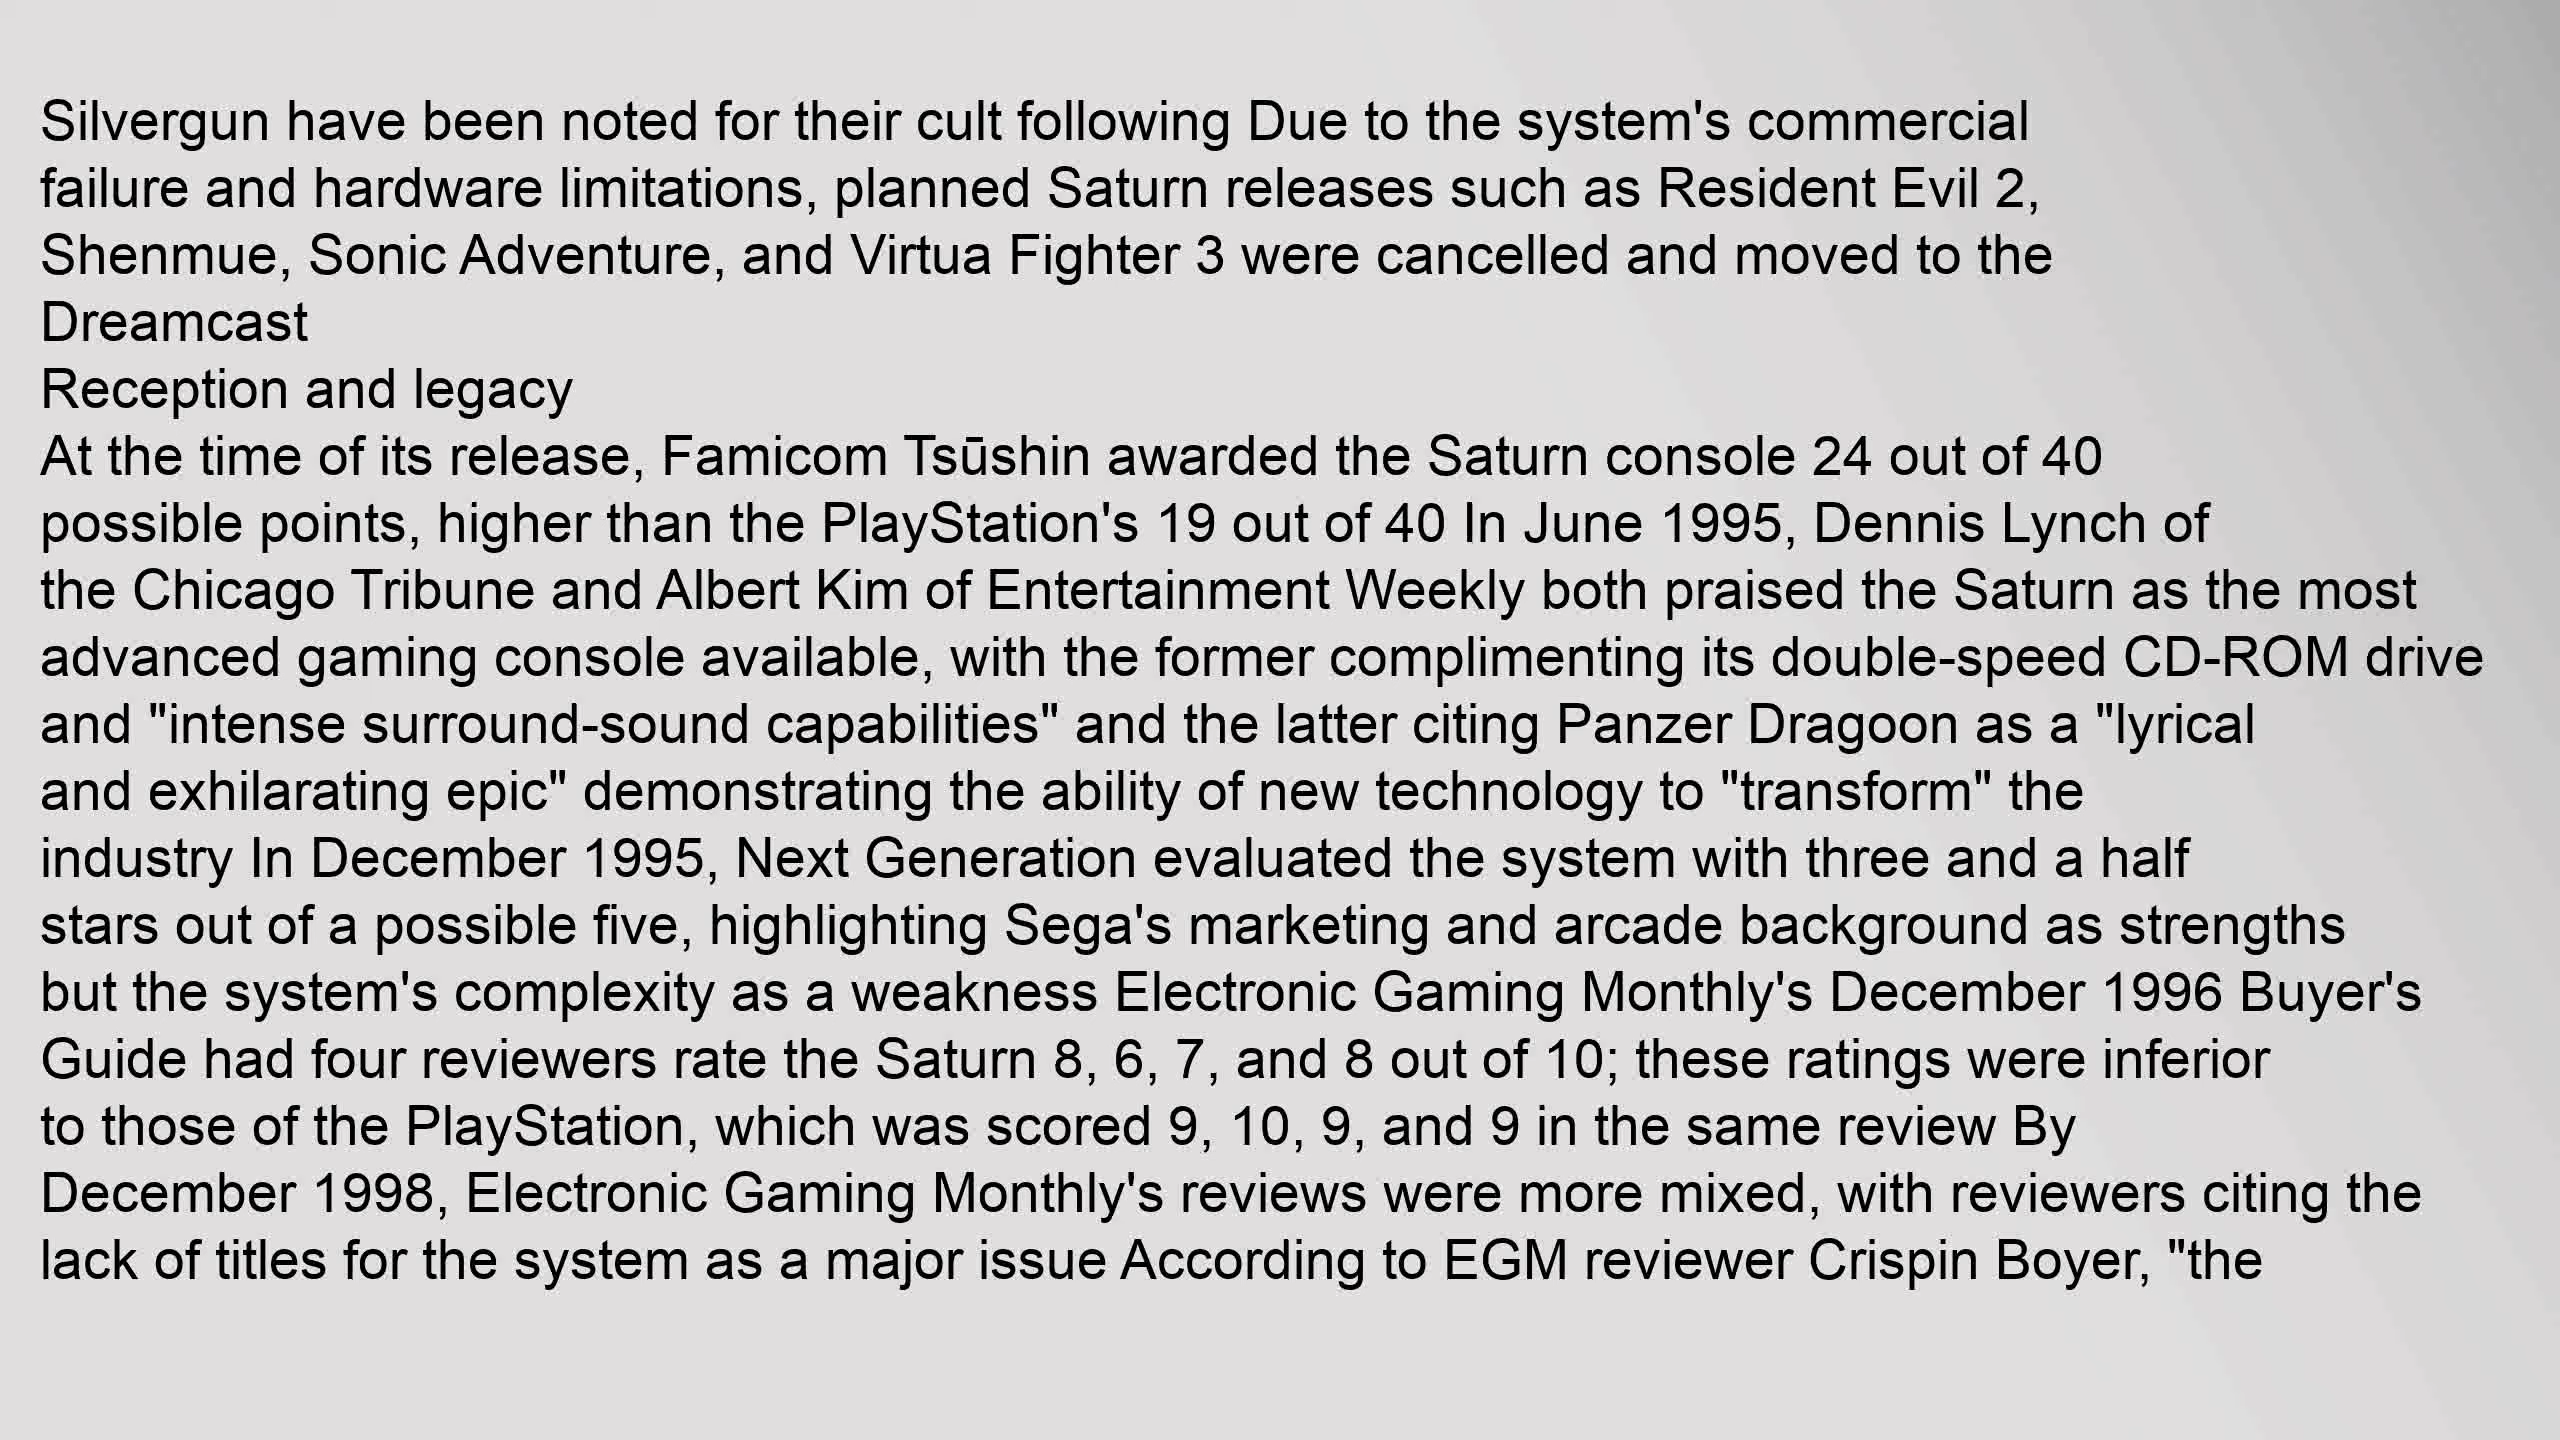 Silvergun have been noted for their cult following Due to the system's commercial
failure and hardware limitations, planned Saturn releases such as Resident Evil 2,
Shenmue, Sonic Adventure, and Virtua Fighter 3 were cancelled and moved to the
Dreamcast
Reception and legacy
At the time of its release, Famicom Tsūshin awarded the Saturn console 24 out of 40
possible points, higher than the PlayStation's 19 out of 40 In June 1995, Dennis Lynch of
the Chicago Tribune and Albert Kim of Entertainment Weekly both praised the Saturn as the most
advanced gaming console available, with the former complimenting its double-speed CD-ROM drive
and "intense surround-sound capabilities" and the latter citing Panzer Dragoon as a "lyrical
and exhilarating epic" demonstrating the ability of new technology to "transform" the
industry In December 1995, Next Generation evaluated the system with three and a half
stars out of a possible five, highlighting Sega's marketing and arcade background as strengths
but the system's complexity as a weakness Electronic Gaming Monthly's December 1996 Buyer's
Guide had four reviewers rate the Saturn 8, 6, 7, and 8 out of 10; these ratings were inferior
to those of the PlayStation, which was scored 9, 10, 9, and 9 in the same review By
December 1998, Electronic Gaming Monthly's reviews were more mixed, with reviewers citing the
lack of titles for the system as a major issue According to EGM reviewer Crispin Boyer, "the